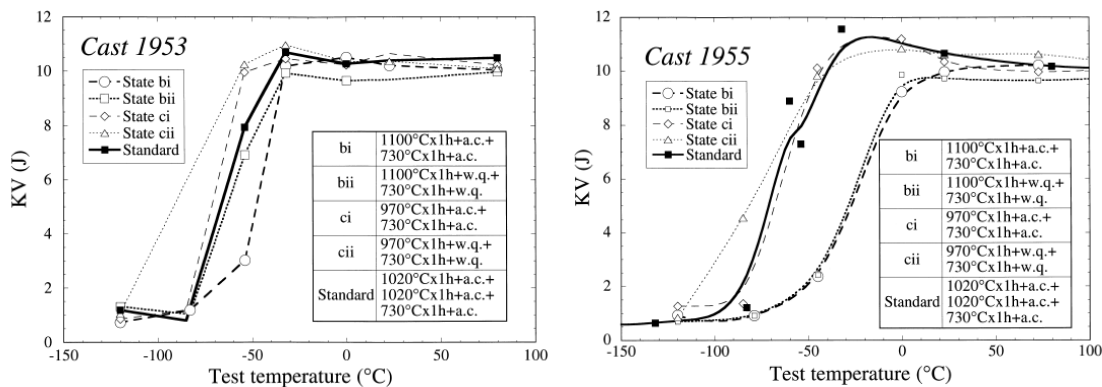 Cast 1953
KV (J)
12
10
8
6
4
2
0
-150
-100
-50
0
50
100
Test temperature (°C)
State bi
State bii
State ci
State cii
Standard
bi
1100°Cx1h+a.c.+
730°Cx1h+a.c.
bii
1100°Cx1h+w.q.+
730°Cx1h+w.q.
ci
970°Cx1h+a.c.+
730°Cx1h+a.c.
cii
970°Cx1h+w.q.+
730°Cx1h+w.q.
Standard
1020°Cx1h+a.c.+
1020°Cx1h+a.c.+
730°Cx1h+a.c.
Cast 1955
KV (J)
12
10
8
6
4
2
0
-150
-100
-50
0
50
100
Test temperature (°C)
State bi
State bii
State ci
State cii
Standard
bi
1100°Cx1h+a.c.+
730°Cx1h+a.c.
bii
1100°Cx1h+w.q.+
730°Cx1h+w.q.
ci
970°Cx1h+a.c.+
730°Cx1h+a.c.
cii
970°Cx1h+w.q.+
730°Cx1h+w.q.
Standard
1020°Cx1h+a.c.+
1020°Cx1h+a.c.+
730°Cx1h+a.c.